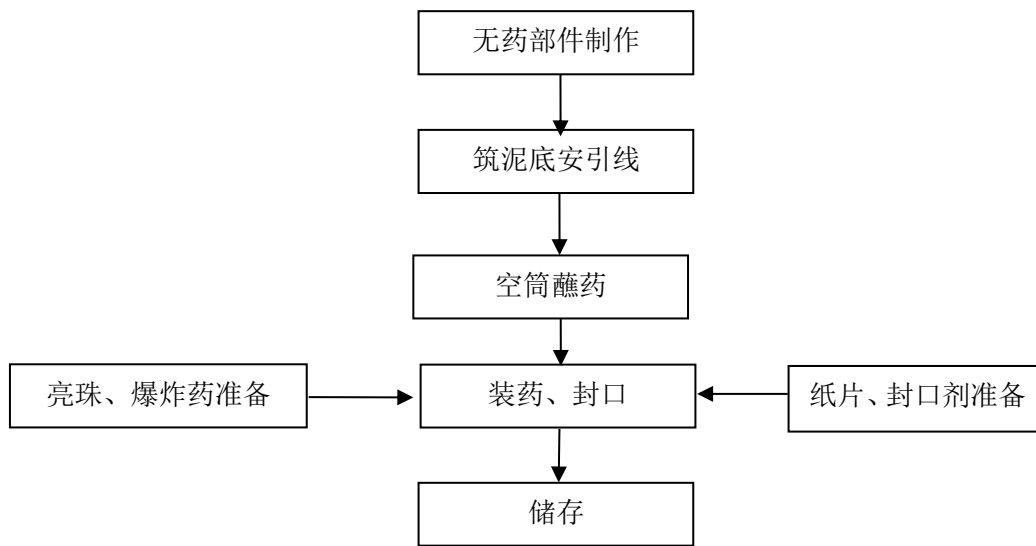 无药部件制作
筑泥底安引线
空筒蘸药
亮珠、爆炸药准备
装药、封口
纸片、封口剂准备
储存